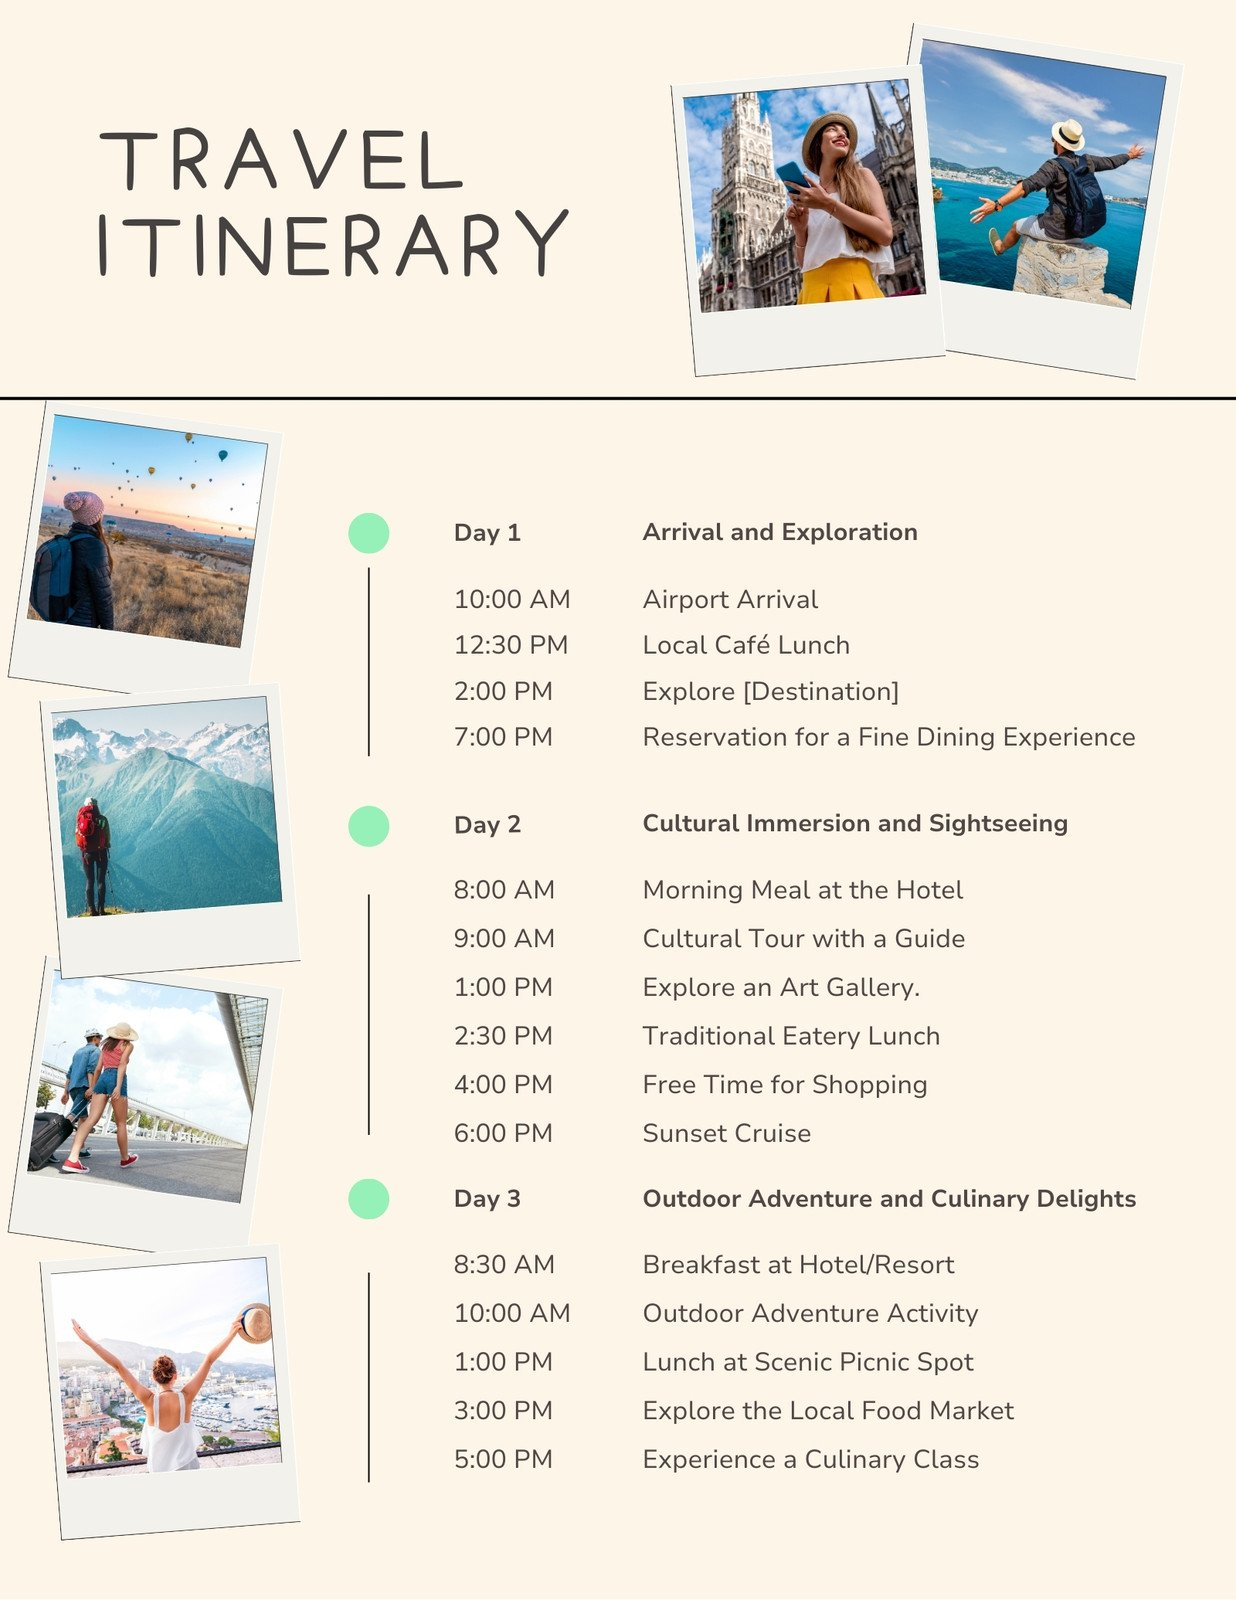 TRAVEL
ITINERARY
Day 1 Arrival and Exploration
10:00 AM Airport Arrival
12:30 PM Local Café Lunch
2:00 PM Explore [Destination]
7:00 PM Reservation for a Fine Dining Experience
Day 2 Cultural Immersion and Sightseeing
8:00 AM Morning Meal at the Hotel
9:00 AM Cultural Tour with a Guide
1:00 PM Explore an Art Gallery.
2:30 PM Traditional Eatery Lunch
4:00 PM Free Time for Shopping
6:00 PM Sunset Cruise
Day 3 Outdoor Adventure and Culinary Delights
8:30 AM Breakfast at Hotel/Resort
10:00 AM Outdoor Adventure Activity
1:00 PM Lunch at Scenic Picnic Spot
3:00 PM Explore the Local Food Market
5:00 PM Experience a Culinary Class